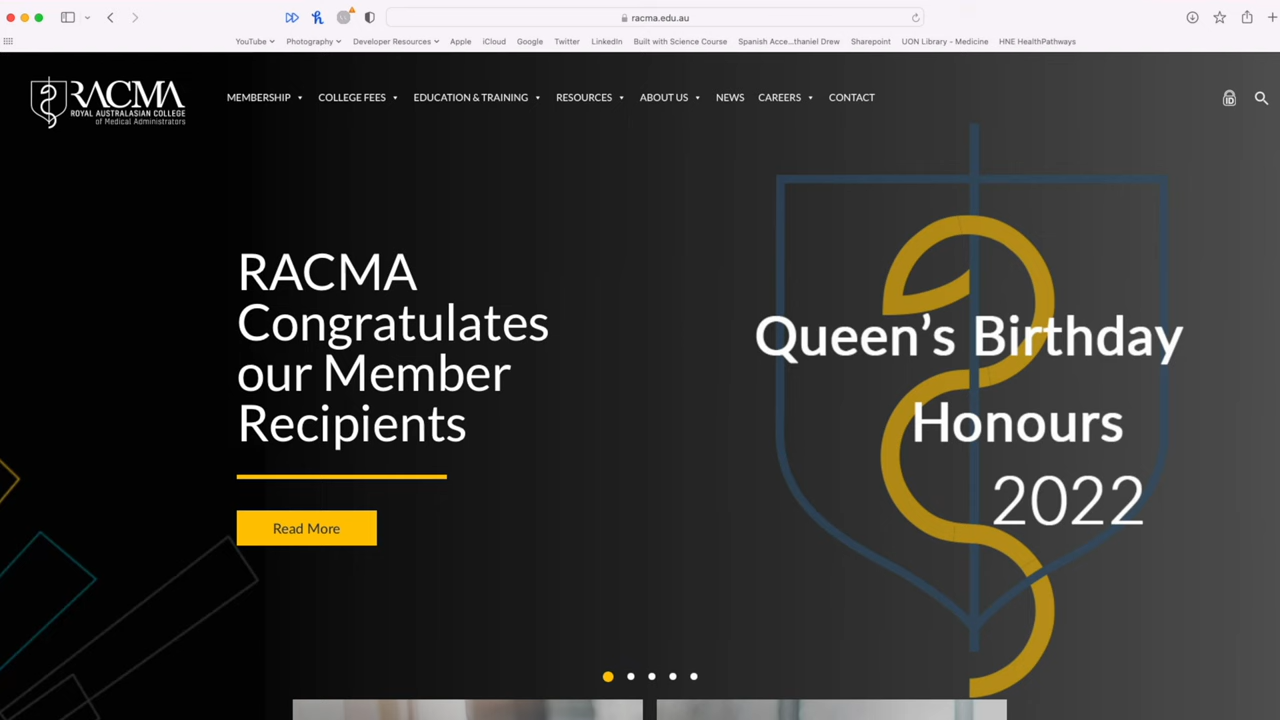 racma.edu.au
YouTube
Photography
Developer Resources
Apple
iCloud
Google
Twitter
LinkedIn
Built with Science Course
Spanish Acce...thaniel Drew
Sharepoint
UON Library - Medicine
HNE HealthPathways
RACMA
ROYAL AUSTRALASIAN COLLEGE
of Medical Administrators
MEMBERSHIP
COLLEGE FEES
EDUCATION & TRAINING
RESOURCES
ABOUT US
NEWS
CAREERS
CONTACT
ID
RACMA
Congratulates
our Member
Recipients
Read More
Queen's Birthday
Honours
2022